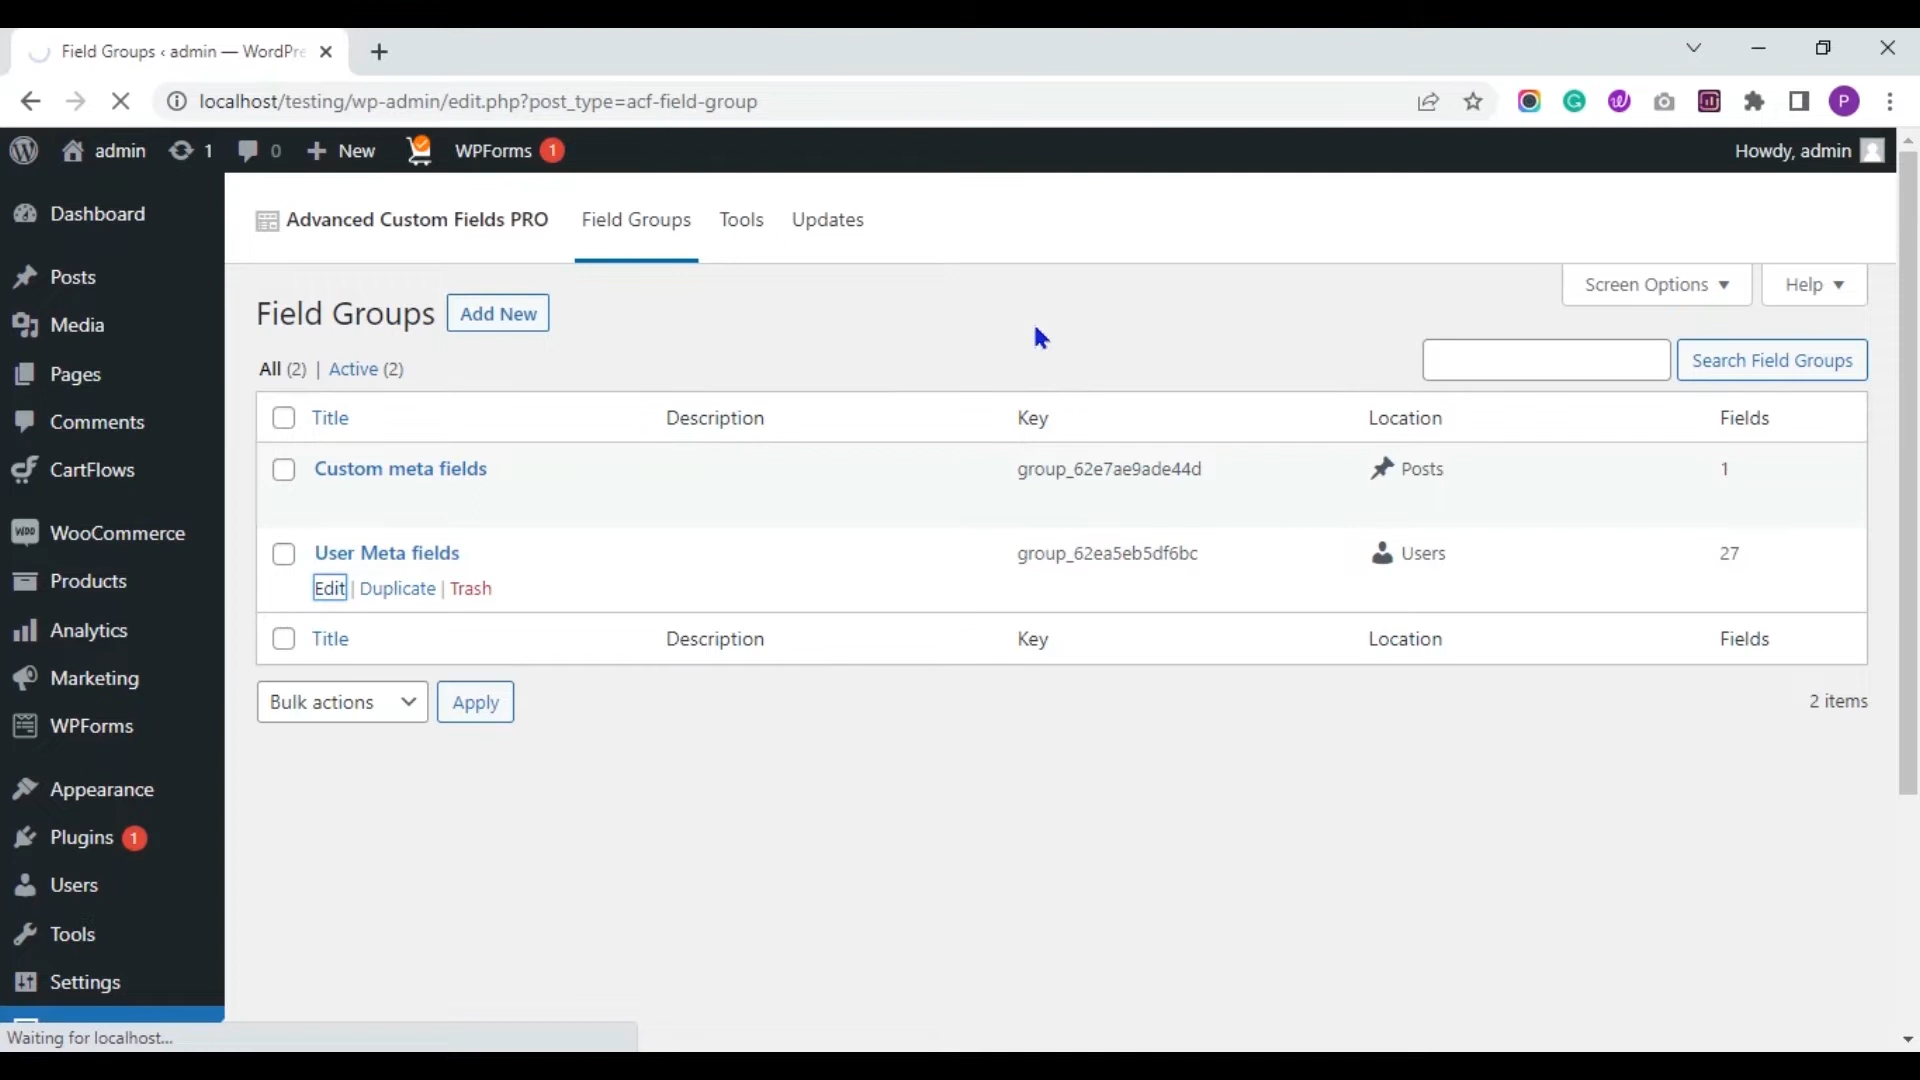 Field Groups ‹ admin — WordPre
localhost/testing/wp-admin/edit.php?post_type=acf-field-group
P
admin
1
0
New
WPForms 1
Howdy, admin
Dashboard
Posts
Media
Pages
Comments
CartFlows
WooCommerce
Products
Analytics
Marketing
WPForms
Appearance
Plugins 1
Users
Tools
Settings
Advanced Custom Fields PRO Field Groups Tools Updates
Screen Options Help
Field Groups Add New
All (2) | Active (2)
Search Field Groups
Title Description Key Location Fields
Custom meta fields group_62e7ae9ade44d Posts 1
User Meta fields group_62ea5eb5df6bc Users 27
Edit | Duplicate | Trash
Title Description Key Location Fields
Bulk actions Apply 2 items
Waiting for localhost...